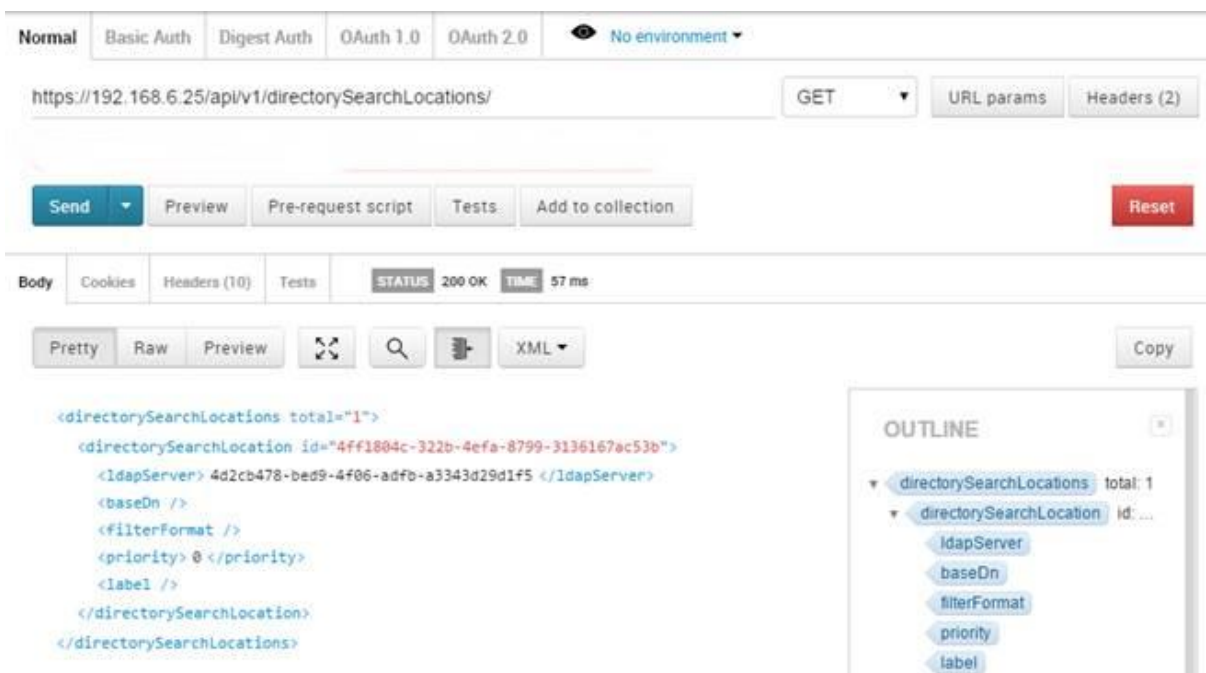 Normal Basic Auth Digest Auth OAuth 1.0 OAuth 2.0 No environment
https://192.168.6.25/api/v1/directorySearchLocations/ GET URL params Headers (2)
Send Preview Pre-request script Tests Add to collection Reset
Body Cookies Headers (10) Tests STATUS 200 OK TIME 57 ms
Pretty Raw Preview XML Copy
<directorySearchLocations total="1">
<directorySearchLocation id="4ff1804c-322b-4efa-8799-3136167ac53b">
<ldapServer> 4d2cb478-bed9-4f06-adfb-a3343d29d1f5 </ldapServer>
<baseDn />
<filterFormat />
<priority> 0 </priority>
<label />
</directorySearchLocation>
</directorySearchLocations>
OUTLINE
directorySearchLocations total: 1
directorySearchLocation id: ...
ldapServer
baseDn
filterFormat
priority
label